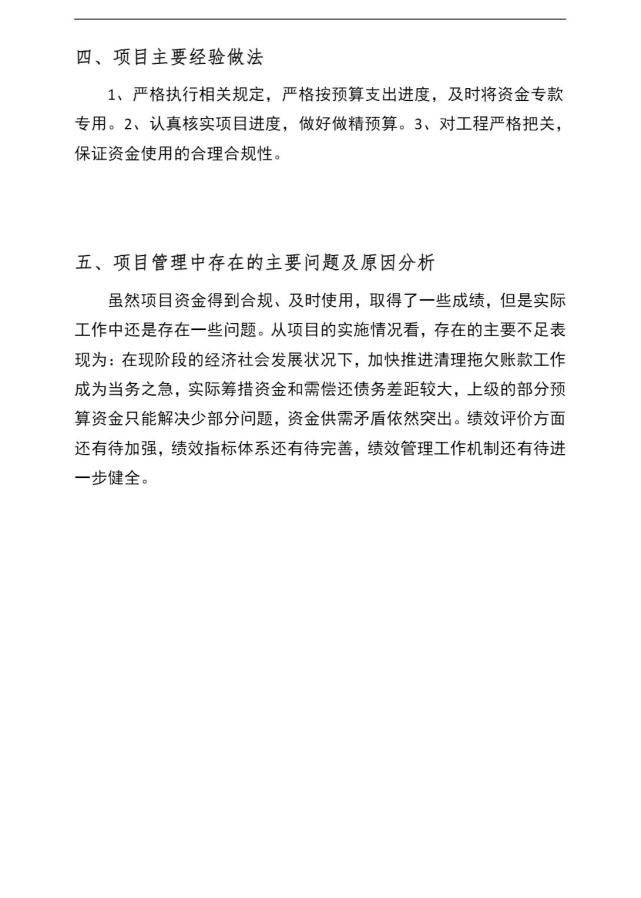 四、项目主要经验做法
1、严格执行相关规定，严格按预算支出进度，及时将资金专款
专用。2、认真核实项目进度，做好做精预算。3、对工程严格把关，
保证资金使用的合理合规性。
五、项目管理中存在的主要问题及原因分析
虽然项目资金得到合规、及时使用，取得了一些成绩，但是实际
工作中还是存在一些问题。从项目的实施情况看，存在的主要不足表
现为：在现阶段的经济社会发展状况下，加快推进清理拖欠账款工作
成为当务之急，实际筹措资金和需偿还债务差距较大，上级的部分预
算资金只能解决少部分问题，资金供需矛盾依然突出。绩效评价方面
还有待加强，绩效指标体系还有待完善，绩效管理工作机制还有待进
一步健全。